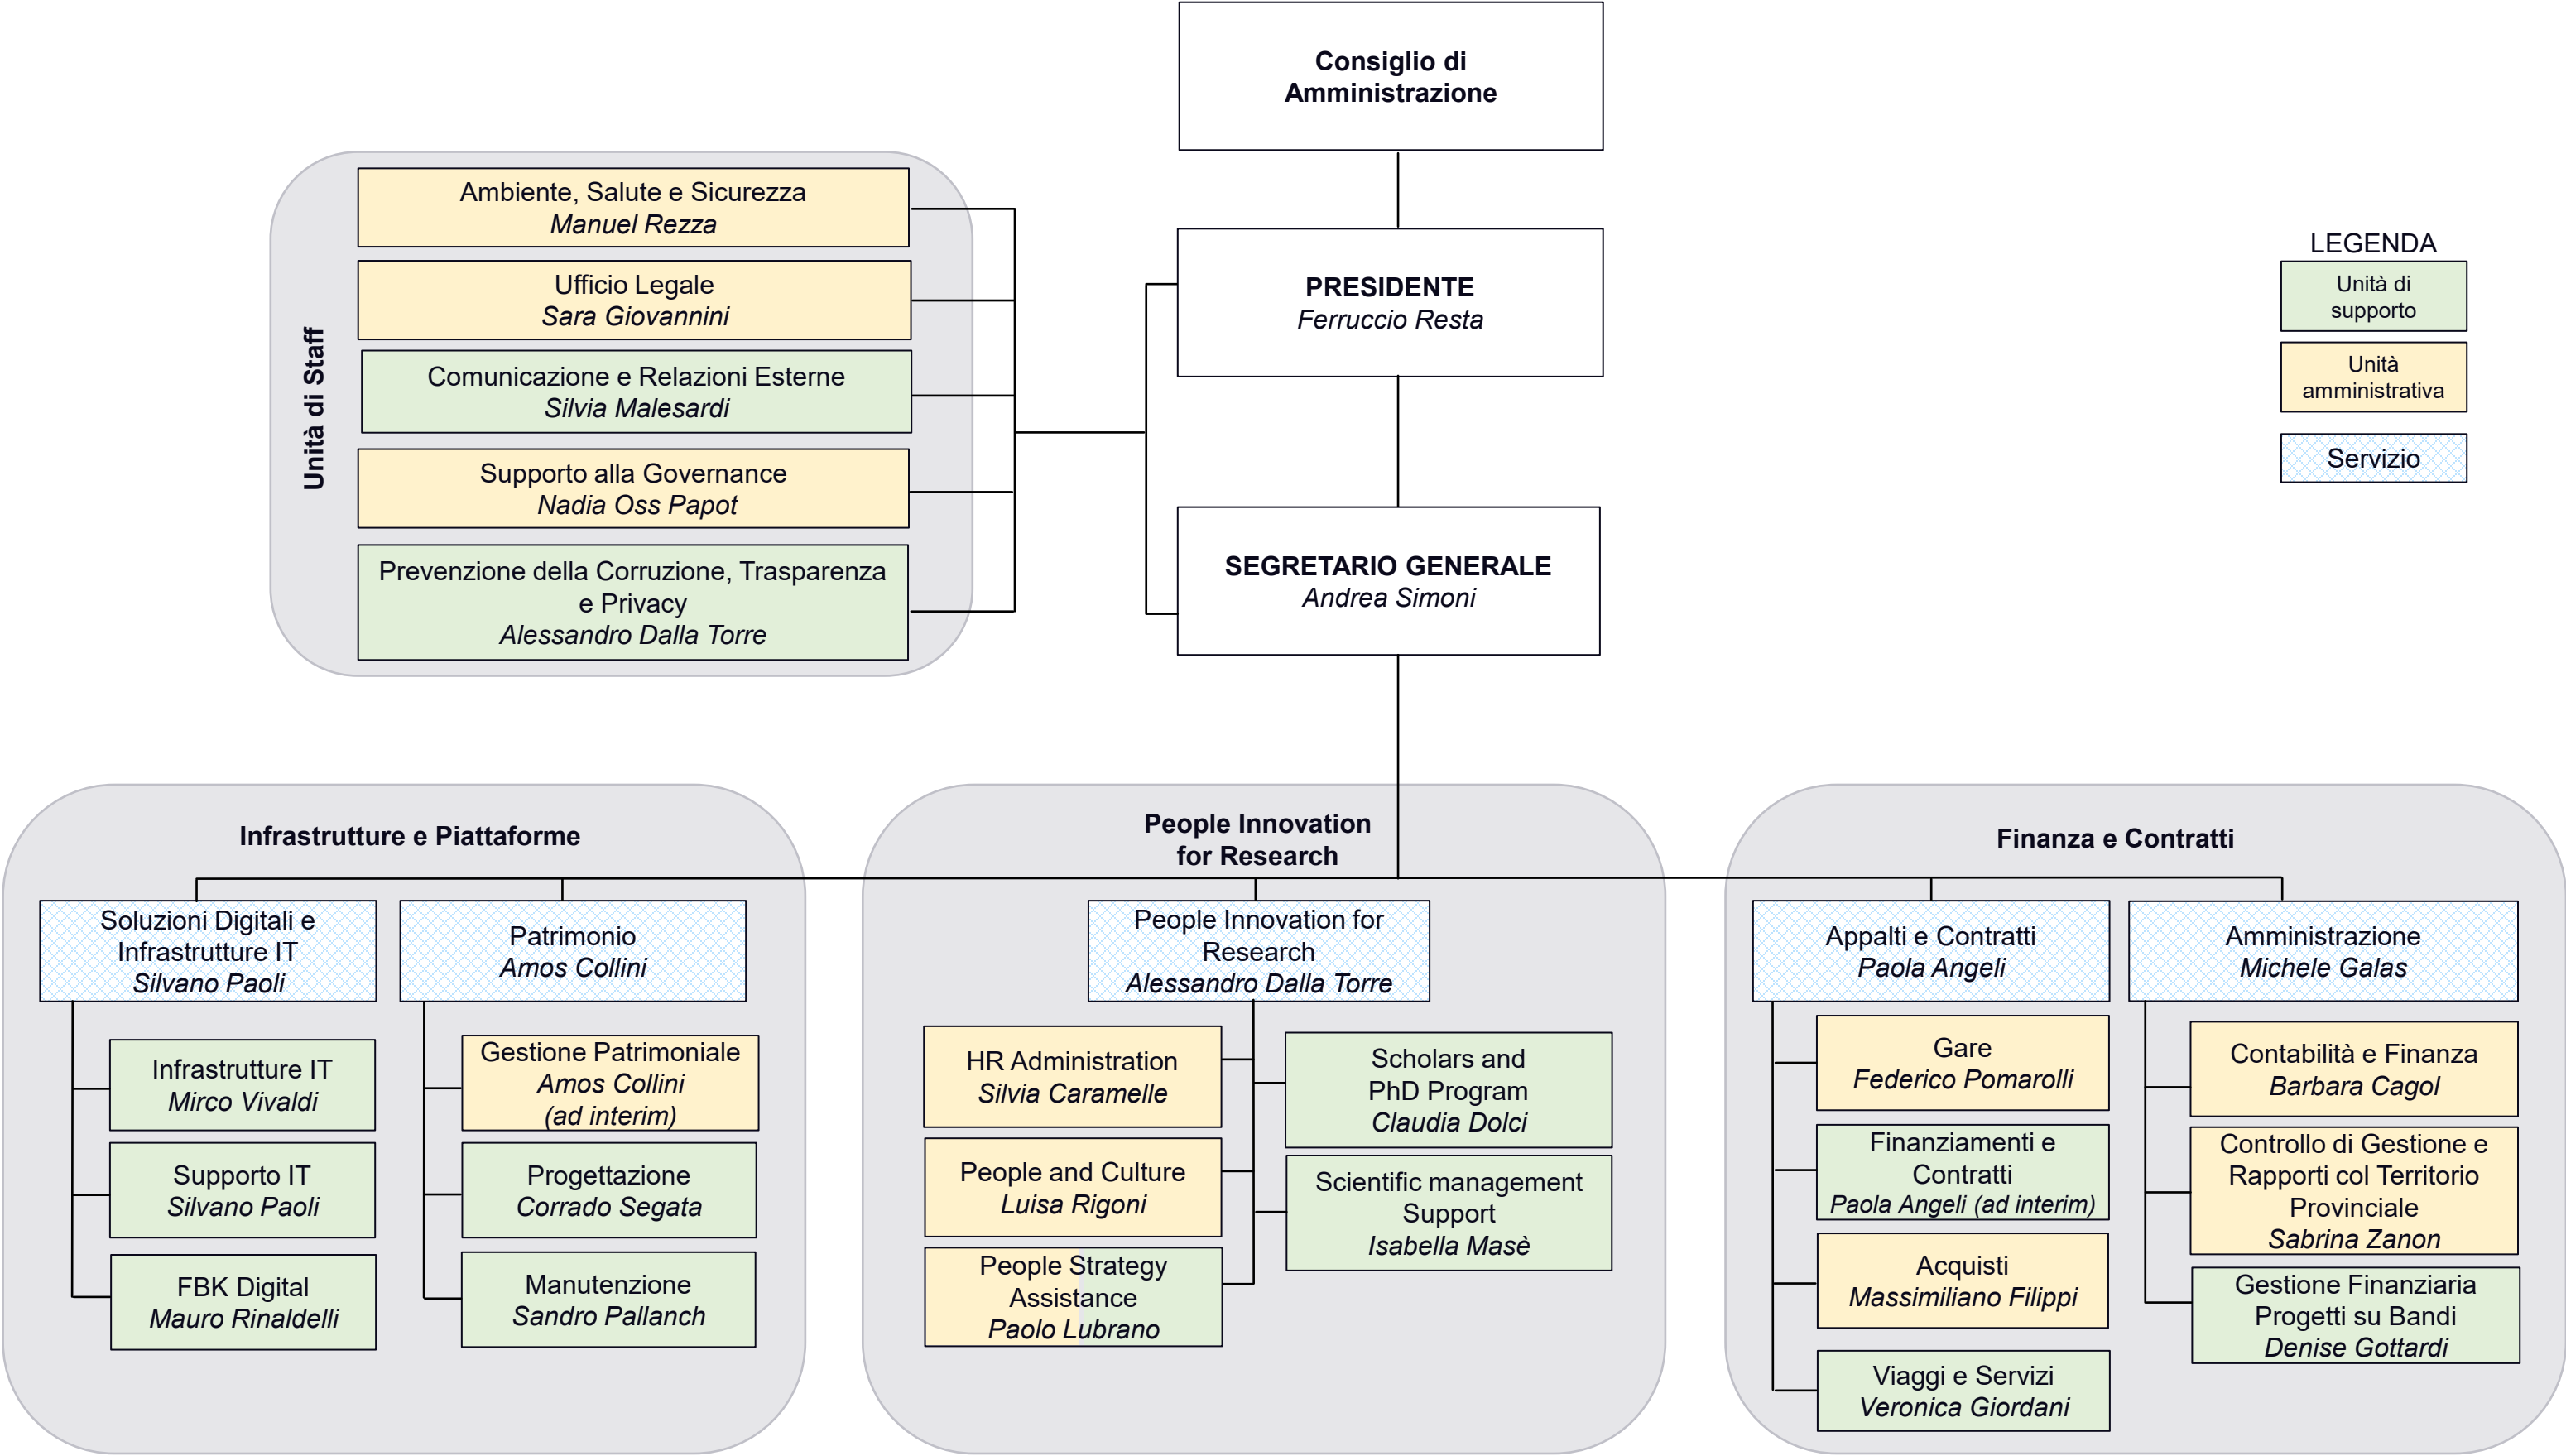 Consiglio di
Amministrazione
PRESIDENTE
Ferruccio Resta
SEGRETARIO GENERALE
Andrea Simoni
Unità di Staff
Ambiente, Salute e Sicurezza
Manuel Rezza
Ufficio Legale
Sara Giovannini
Comunicazione e Relazioni Esterne
Silvia Malesardi
Supporto alla Governance
Nadia Oss Papot
Prevenzione della Corruzione, Trasparenza
e Privacy
Alessandro Dalla Torre
LEGENDA
Unità di
supporto
Unità
amministrativa
Servizio
Infrastrutture e Piattaforme
Soluzioni Digitali e
Infrastrutture IT
Silvano Paoli
Infrastrutture IT
Mirco Vivaldi
Supporto IT
Silvano Paoli
FBK Digital
Mauro Rinaldelli
Patrimonio
Amos Collini
Gestione Patrimoniale
Amos Collini
(ad interim)
Progettazione
Corrado Segata
Manutenzione
Sandro Pallanch
People Innovation
for Research
People Innovation for
Research
Alessandro Dalla Torre
HR Administration
Silvia Caramelle
People and Culture
Luisa Rigoni
People Strategy
Assistance
Paolo Lubrano
Scholars and
PhD Program
Claudia Dolci
Scientific management
Support
Isabella Masè
Finanza e Contratti
Appalti e Contratti
Paola Angeli
Gare
Federico Pomarolli
Finanziamenti e
Contratti
Paola Angeli (ad interim)
Acquisti
Massimiliano Filippi
Viaggi e Servizi
Veronica Giordani
Amministrazione
Michele Galas
Contabilità e Finanza
Barbara Cagol
Controllo di Gestione e
Rapporti col Territorio
Provinciale
Sabrina Zanon
Gestione Finanziaria
Progetti su Bandi
Denise Gottardi